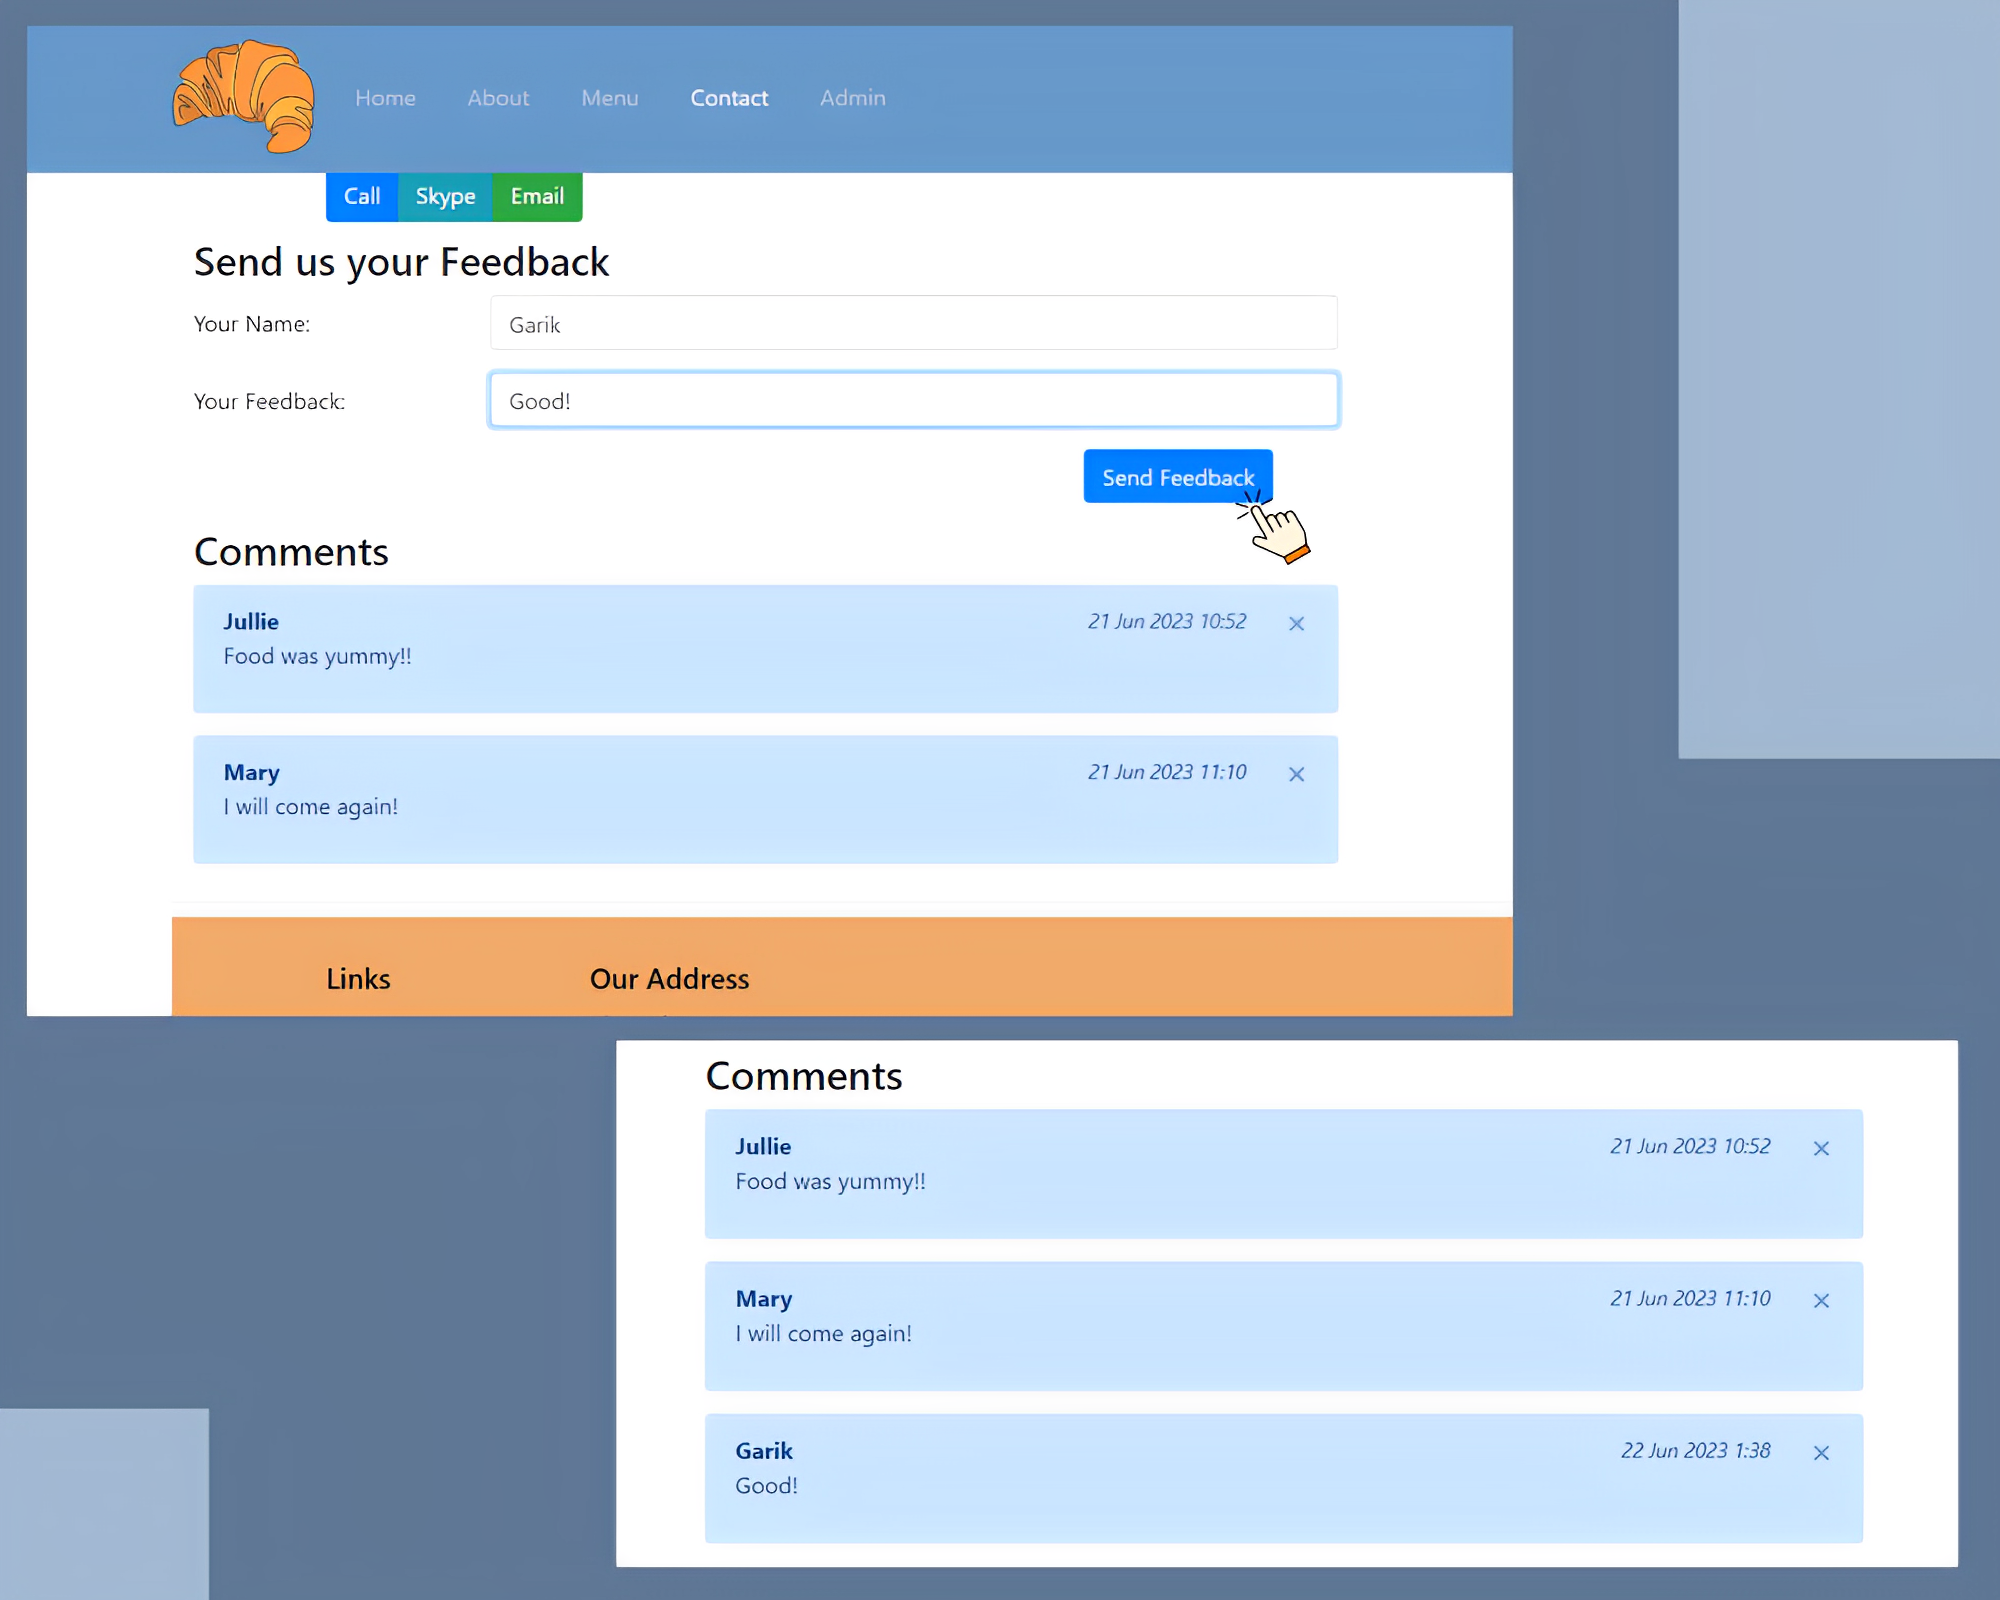 Home About Menu Contact Admin
Call Skype Email
Send us your Feedback
Your Name: Garik
Your Feedback: Good!
Send Feedback
Comments
Jullie 21 Jun 2023 10:52 ×
Food was yummy!!
Mary 21 Jun 2023 11:10 ×
I will come again!
Links Our Address
Comments
Jullie 21 Jun 2023 10:52 ×
Food was yummy!!
Mary 21 Jun 2023 11:10 ×
I will come again!
Garik 22 Jun 2023 1:38 ×
Good!